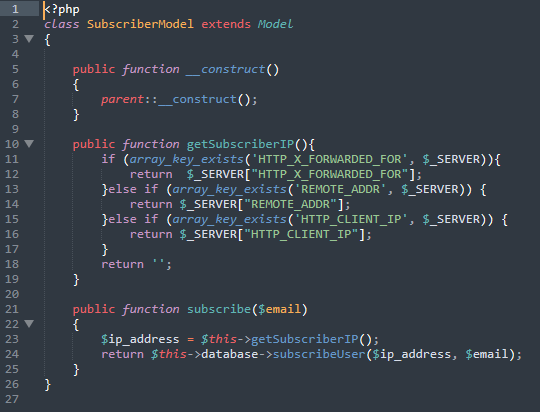 1 <?php
2 class SubscriberModel extends Model
3 {
4
5 public function __construct()
6 {
7 parent::__construct();
8 }
9
10 public function getSubscriberIP(){
11 if (array_key_exists('HTTP_X_FORWARDED_FOR', $_SERVER)){
12 return  $_SERVER["HTTP_X_FORWARDED_FOR"];
13 }else if (array_key_exists('REMOTE_ADDR', $_SERVER)) {
14 return $_SERVER["REMOTE_ADDR"];
15 }else if (array_key_exists('HTTP_CLIENT_IP', $_SERVER)) {
16 return $_SERVER["HTTP_CLIENT_IP"];
17 }
18 return '';
19 }
20
21 public function subscribe($email)
22 {
23 $ip_address = $this->getSubscriberIP();
24 return $this->database->subscribeUser($ip_address, $email);
25 }
26 }
27